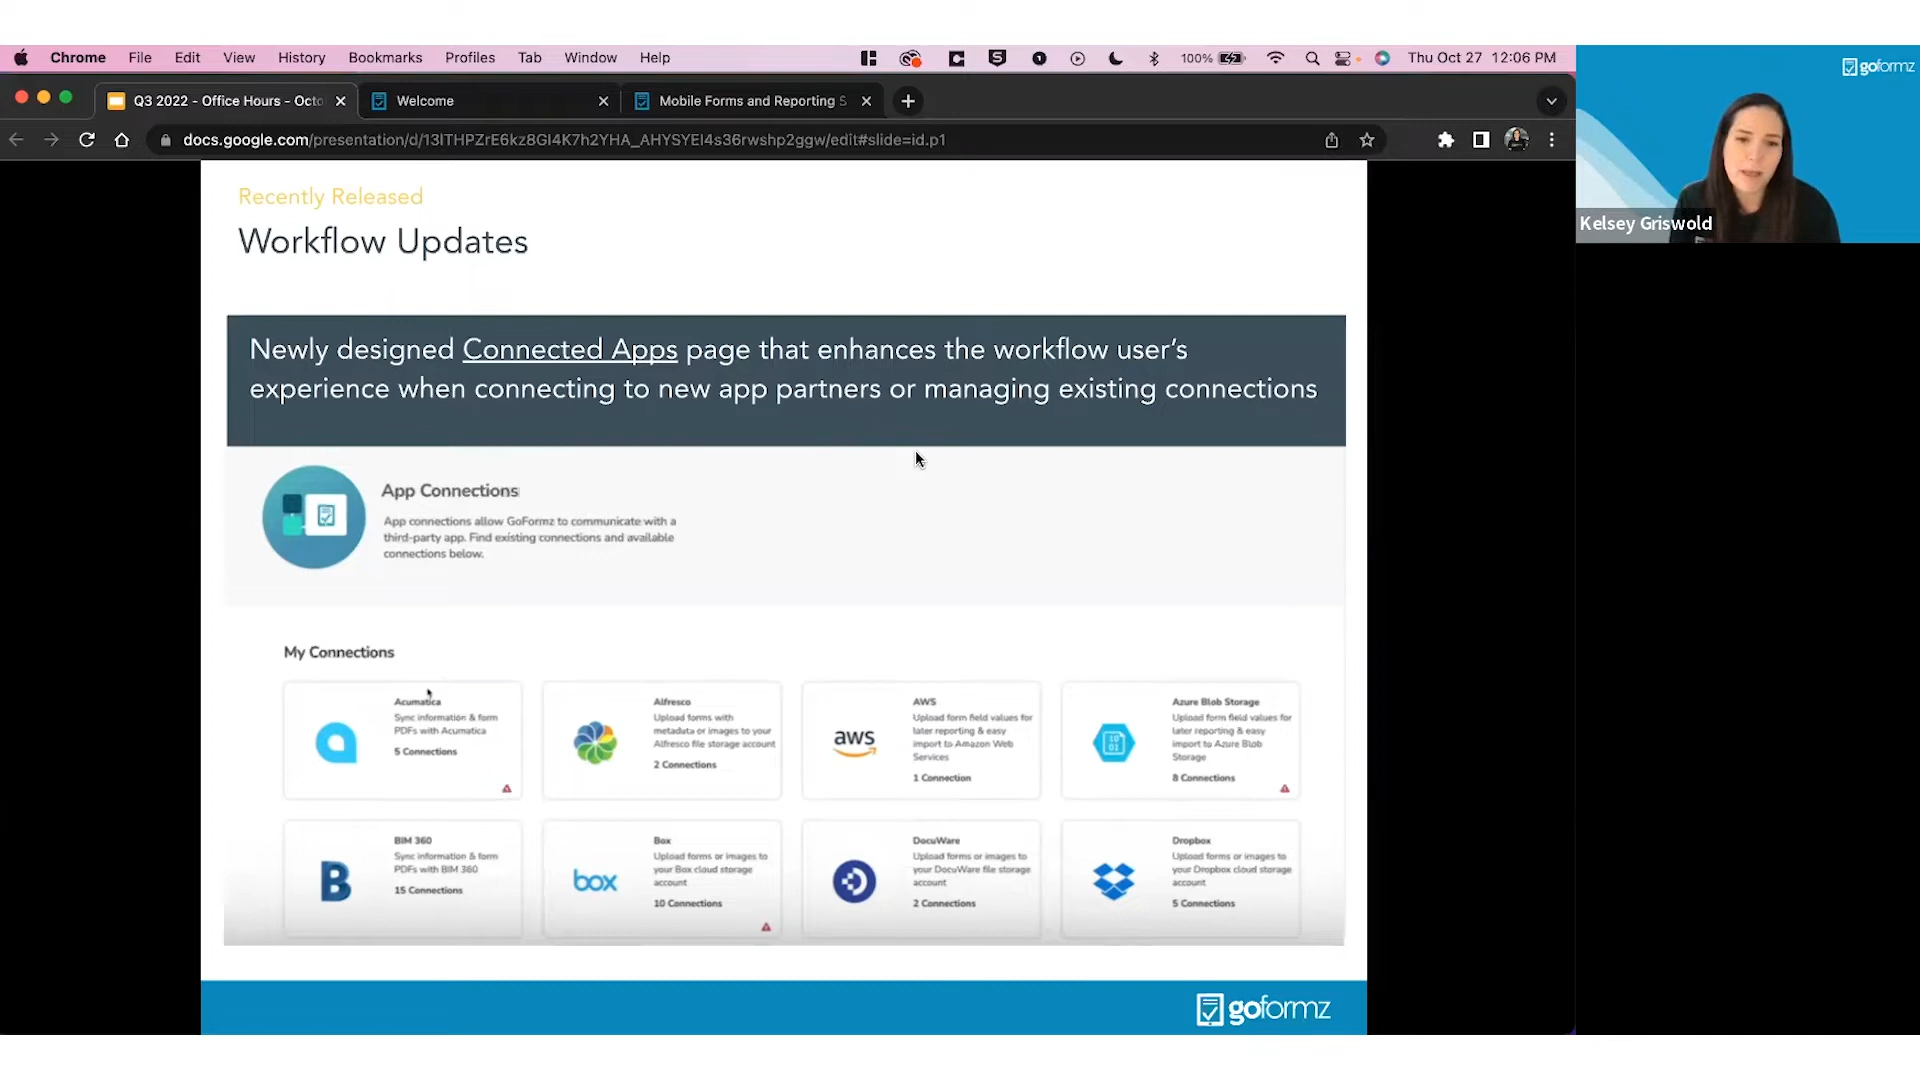 Chrome File Edit View History Bookmarks Profiles Tab Window Help 100% Thu Oct 27 12:06 PM
Q3 2022 - Office Hours - Octo Welcome Mobile Forms and Reporting S
docs.google.com/presentation/d/13lTHPZrE6kz8GI4K7h2YHA_AHYSYEI4s36rwshp2ggw/edit#slide=id.p1
goformz
Kelsey Griswold
Recently Released
Workflow Updates
Newly designed Connected Apps page that enhances the workflow user's
experience when connecting to new app partners or managing existing connections
App Connections
App connections allow GoFormz to communicate with a
third-party app. Find existing connections and available
connections below.
My Connections
Acumatica
Sync information & form
PDFs with Acumatica
5 Connections
Alfresco
Upload forms with
metadata or images to your
Alfresco file storage account
2 Connections
aws
AWS
Upload form field values for
later reporting & easy
import to Amazon Web
Services
1 Connection
10
01
Azure Blob Storage
Upload form field values for
later reporting & easy
import to Azure Blob
Storage
8 Connections
B
BIM 360
Sync information & form
PDFs with BIM 360
15 Connections
box
Box
Upload forms or images to
your Box cloud storage
account
10 Connections
DocuWare
Upload forms or images to
your DocuWare file storage
account
2 Connections
Dropbox
Upload forms or images to
your Dropbox cloud storage
account
5 Connections
goformz